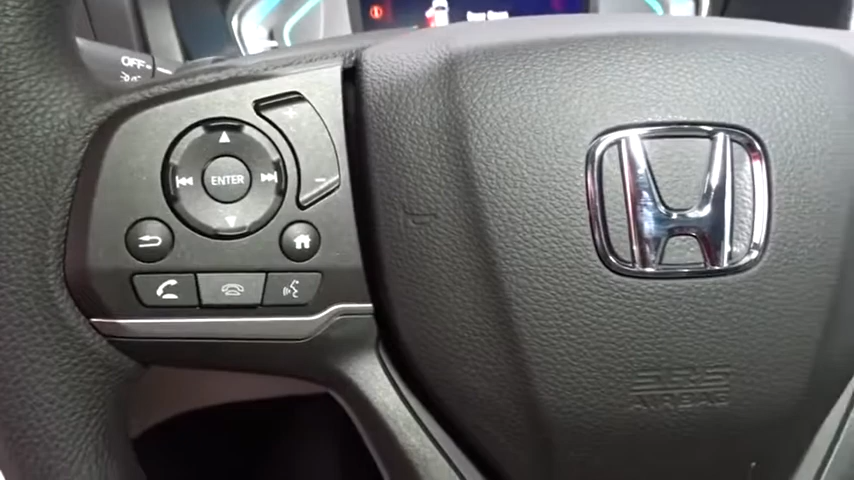 OFF
ENTER
+
−
SRS
AIRBAG